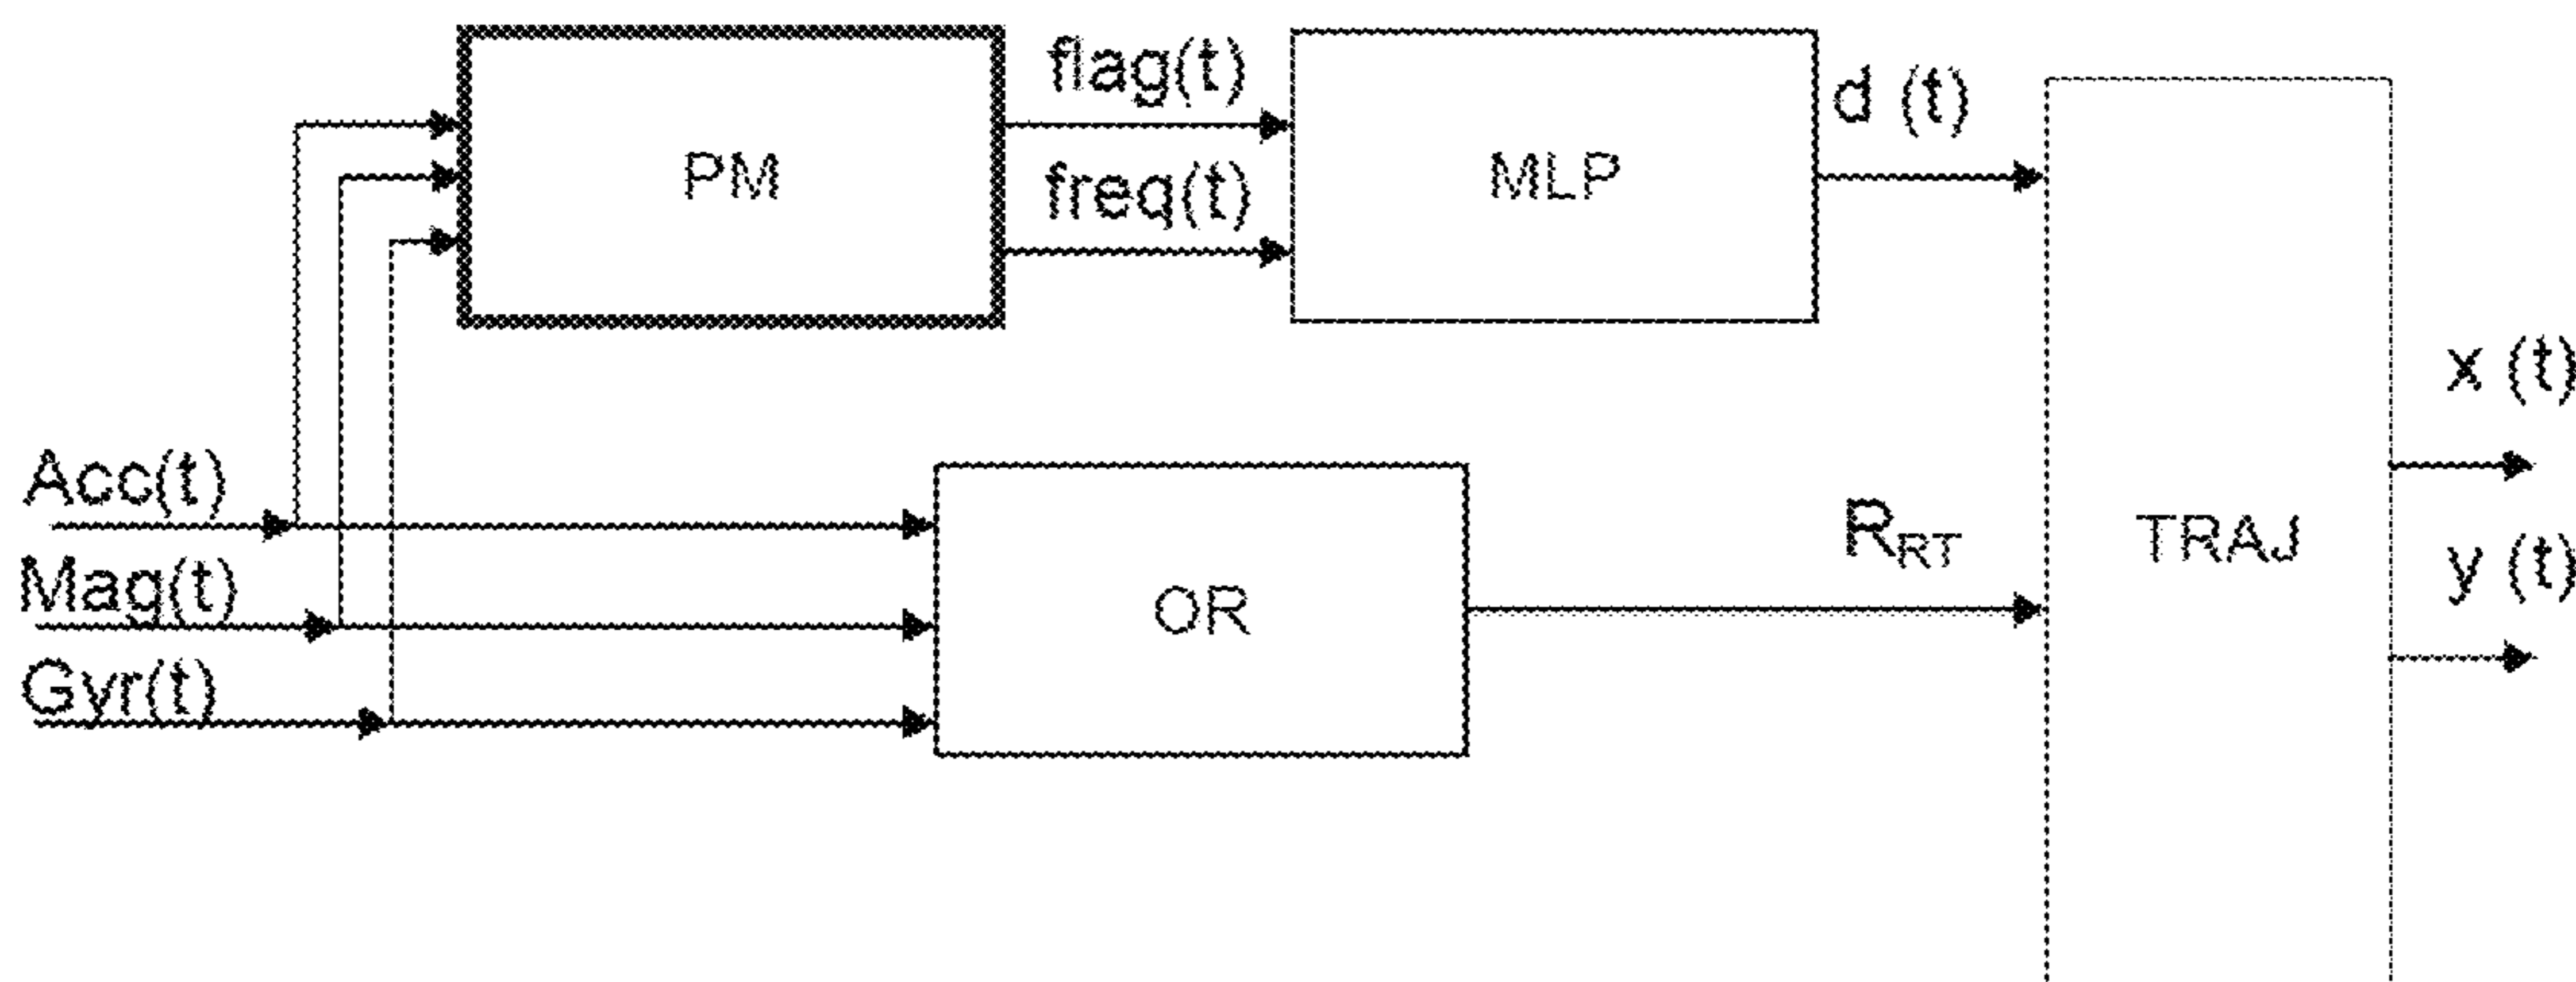 flag(t)
freq(t)
PM
MLP
d (t)
x (t)
y (t)
Acc(t)
Mag(t)
Gyr(t)
OR
R_RT
TRAJ